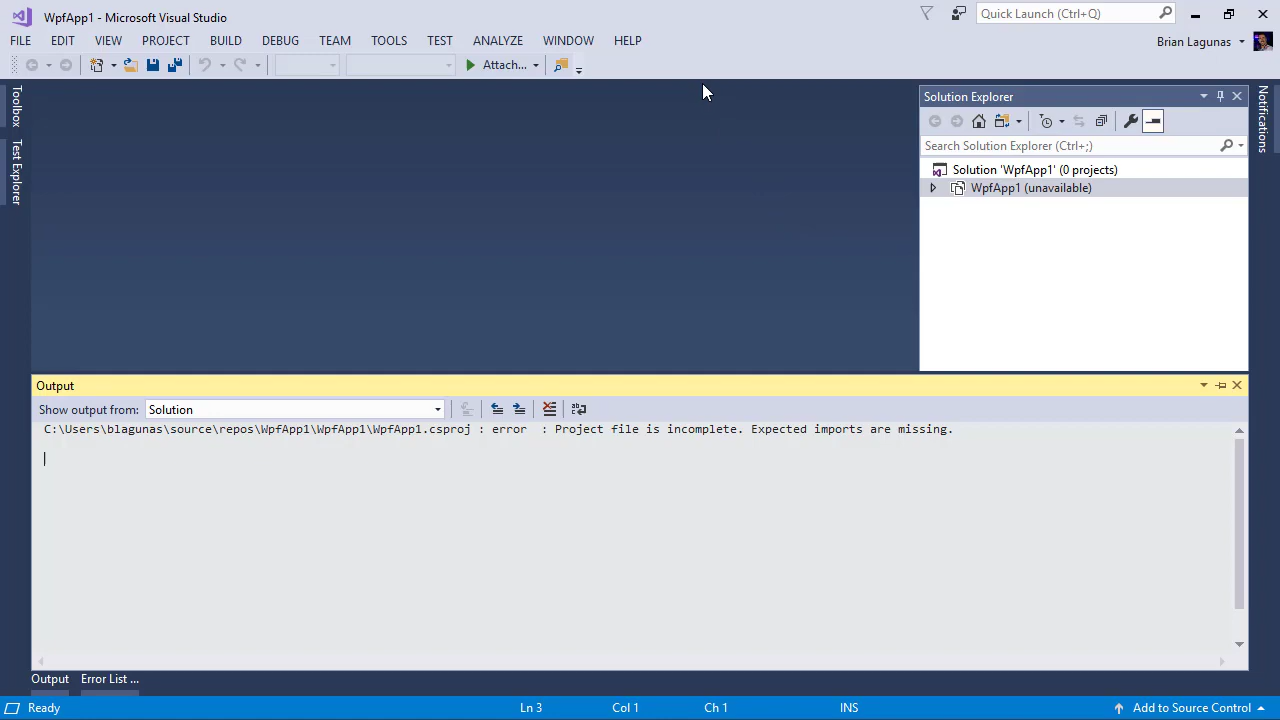 WpfApp1 - Microsoft Visual Studio
Quick Launch (Ctrl+Q)
FILE EDIT VIEW PROJECT BUILD DEBUG TEAM TOOLS TEST ANALYZE WINDOW HELP
Brian Lagunas
Attach...
Toolbox
Test Explorer
Solution Explorer
Search Solution Explorer (Ctrl+;)
Solution 'WpfApp1' (0 projects)
WpfApp1 (unavailable)
Notifications
Output
Show output from: Solution
C:\Users\blagunas\source\repos\WpfApp1\WpfApp1\WpfApp1.csproj : error  : Project file is incomplete. Expected imports are missing.
Output Error List ...
Ready Ln 3 Col 1 Ch 1 INS Add to Source Control